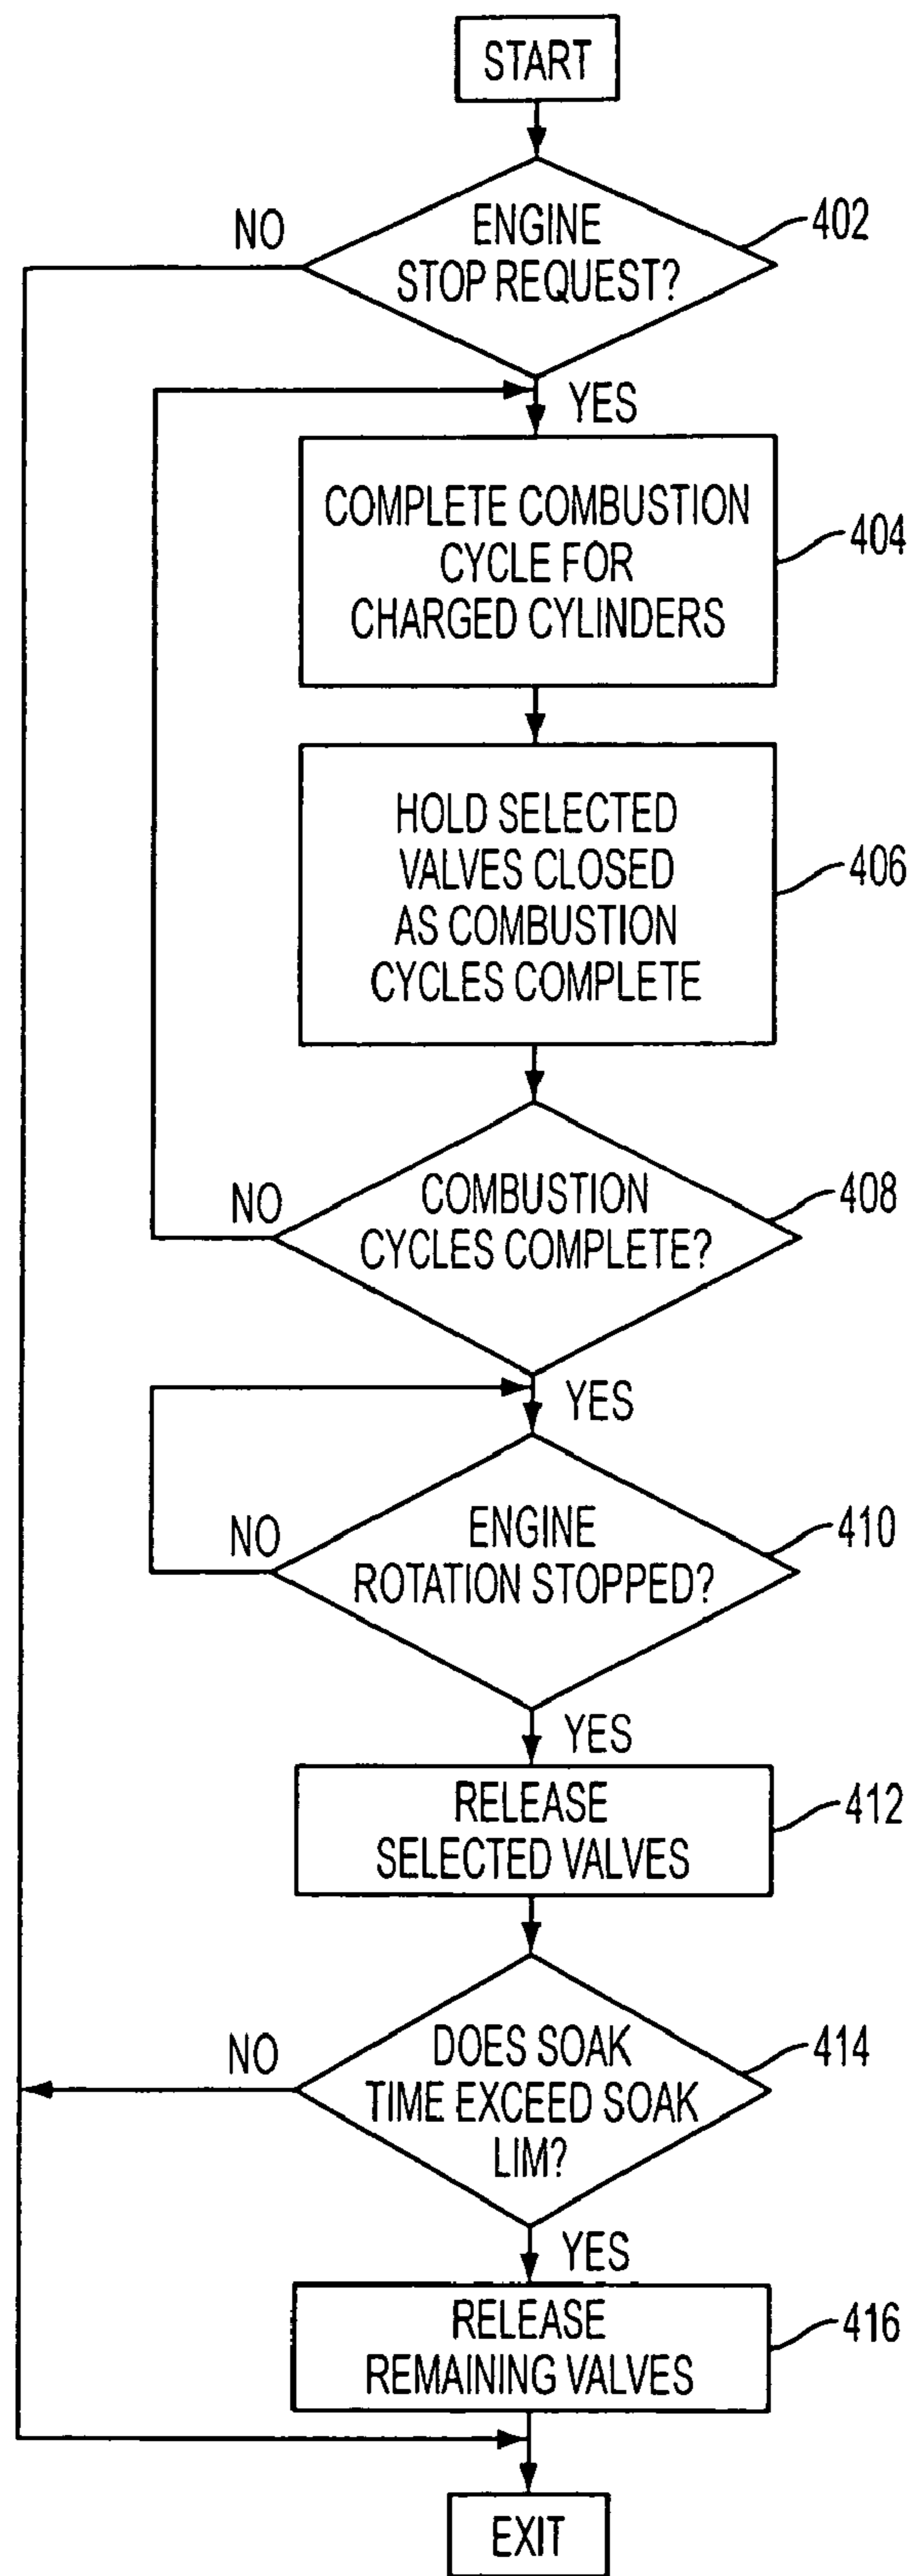 START
NO
ENGINE
STOP REQUEST?
402
YES
COMPLETE COMBUSTION
CYCLE FOR
CHARGED CYLINDERS
404
HOLD SELECTED
VALVES CLOSED
AS COMBUSTION
CYCLES COMPLETE
406
NO
COMBUSTION
CYCLES COMPLETE?
408
YES
NO
ENGINE
ROTATION STOPPED?
410
YES
RELEASE
SELECTED VALVES
412
NO
DOES SOAK
TIME EXCEED SOAK
LIM?
414
YES
RELEASE
REMAINING VALVES
416
EXIT